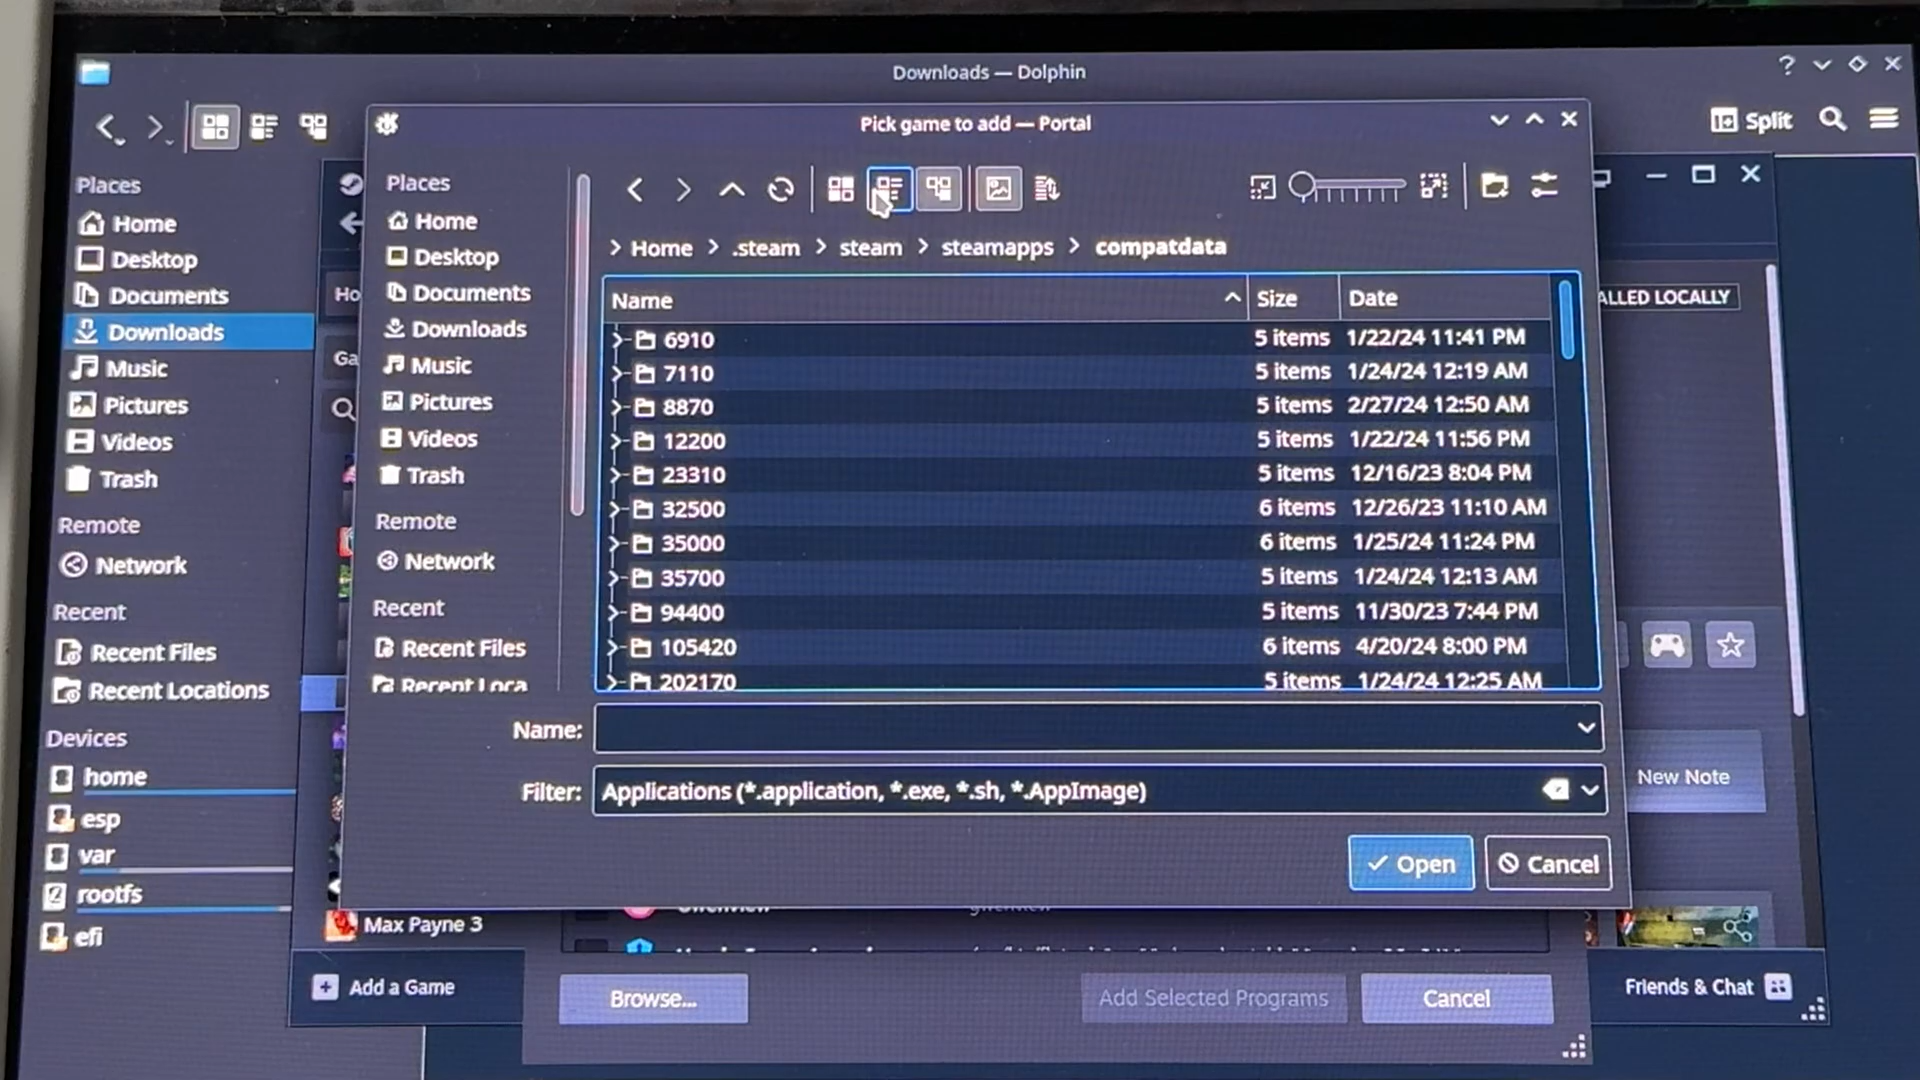 Downloads — Dolphin
Split
Places
Home
Desktop
Documents
Downloads
Music
Pictures
Videos
Trash
Remote
Network
Recent
Recent Files
Recent Locations
Devices
home
esp
var
rootfs
efi
Pick game to add — Portal
Places
Home
Desktop
Documents
Downloads
Music
Pictures
Videos
Trash
Remote
Network
Recent
Recent Files
Recent Loca
> Home > .steam > steam > steamapps > compatdata
Name Size Date
6910 5 items 1/22/24 11:41 PM
7110 5 items 1/24/24 12:19 AM
8870 5 items 2/27/24 12:50 AM
12200 5 items 1/22/24 11:56 PM
23310 5 items 12/16/23 8:04 PM
32500 6 items 12/26/23 11:10 AM
35000 6 items 1/25/24 11:24 PM
35700 5 items 1/24/24 12:13 AM
94400 5 items 11/30/23 7:44 PM
105420 6 items 4/20/24 8:00 PM
202170 5 items 1/24/24 12:25 AM
Name:
Filter: Applications (*.application, *.exe, *.sh, *.AppImage)
Open Cancel
Ho
Ga
ALLED LOCALLY
New Note
Max Payne 3
Add a Game
Browse...
Add Selected Programs
Cancel
Friends & Chat